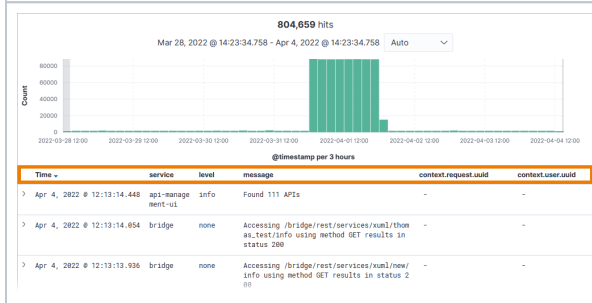 804,659 hits
Mar 28, 2022 @ 14:23:34.758 - Apr 4, 2022 @ 14:23:34.758 Auto
Count
80000
60000
40000
20000
0
2022-03-28 12:00 2022-03-29 12:00 2022-03-30 12:00 2022-03-31 12:00 2022-04-01 12:00 2022-04-02 12:00 2022-04-03 12:00 2022-04-04 12:00
@timestamp per 3 hours
Time service level message context.request.uuid context.user.uuid
> Apr 4, 2022 @ 12:13:14.448 api-manage info Found 111 APIs - -
ment-ui
> Apr 4, 2022 @ 12:13:14.054 bridge none Accessing /bridge/rest/services/xuml/thom - -
as_test/info using method GET results in
status 200
> Apr 4, 2022 @ 12:13:13.936 bridge none Accessing /bridge/rest/services/xuml/new/ - -
info using method GET results in status 2
00